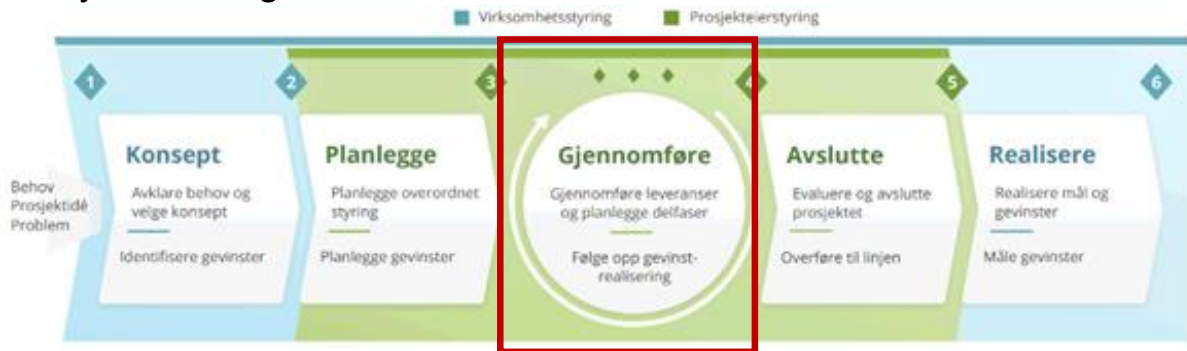 Virksomhetsstyring
Prosjekteierstyring
1
2
3
4
5
6
Behov
Prosjektidé
Problem
Konsept
Avklare behov og
velge konsept
Identifisere gevinster
Planlegge
Planlegge overordnet
styring
Planlegge gevinster
Gjennomføre
Gjennomføre leveranser
og planlegge delfaser
Følge opp gevinst-
realisering
Avslutte
Evaluere og avslutte
prosjektet
Overføre til linjen
Realisere
Realisere mål og
gevinster
Måle gevinster